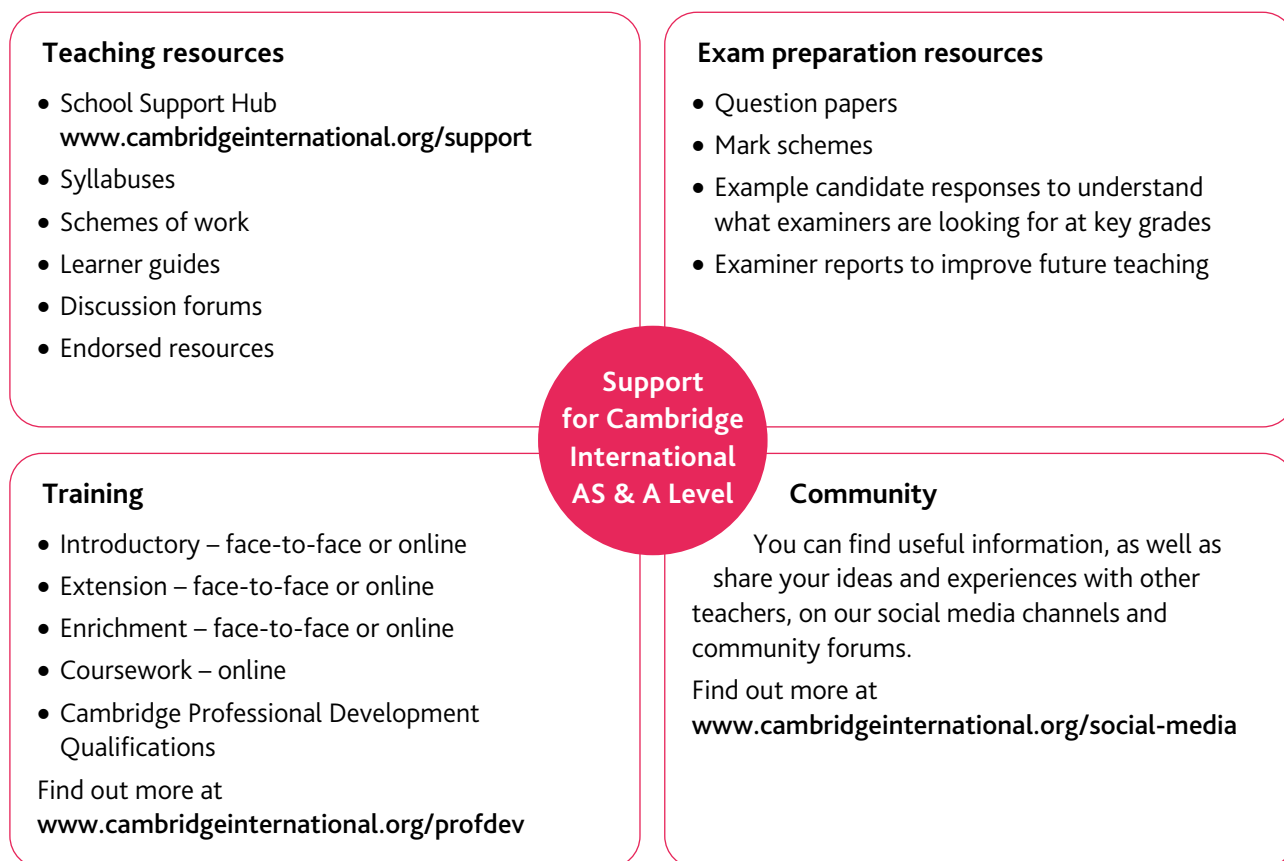 Teaching resources
• School Support Hub
www.cambridgeinternational.org/support
• Syllabuses
• Schemes of work
• Learner guides
• Discussion forums
• Endorsed resources
Exam preparation resources
• Question papers
• Mark schemes
• Example candidate responses to understand
what examiners are looking for at key grades
• Examiner reports to improve future teaching
Support
for Cambridge
International
AS & A Level
Training
• Introductory – face-to-face or online
• Extension – face-to-face or online
• Enrichment – face-to-face or online
• Coursework – online
• Cambridge Professional Development
Qualifications
Find out more at
www.cambridgeinternational.org/profdev
Community
You can find useful information, as well as
share your ideas and experiences with other
teachers, on our social media channels and
community forums.
Find out more at
www.cambridgeinternational.org/social-media